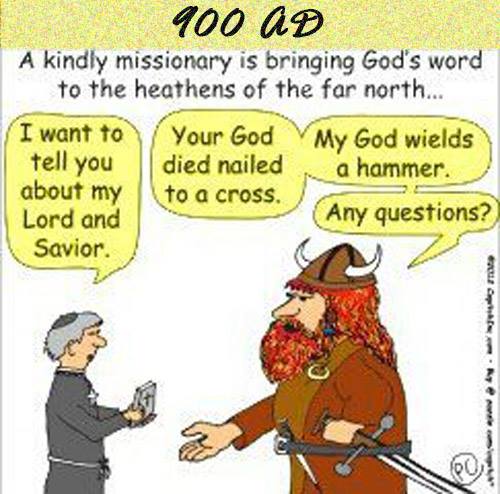 900 AD
A kindly missionary is bringing God's word
to the heathens of the far north...
I want to
tell you
about my
Lord and
Savior.
Your God
died nailed
to a cross.
My God wields
a hammer.
Any questions?